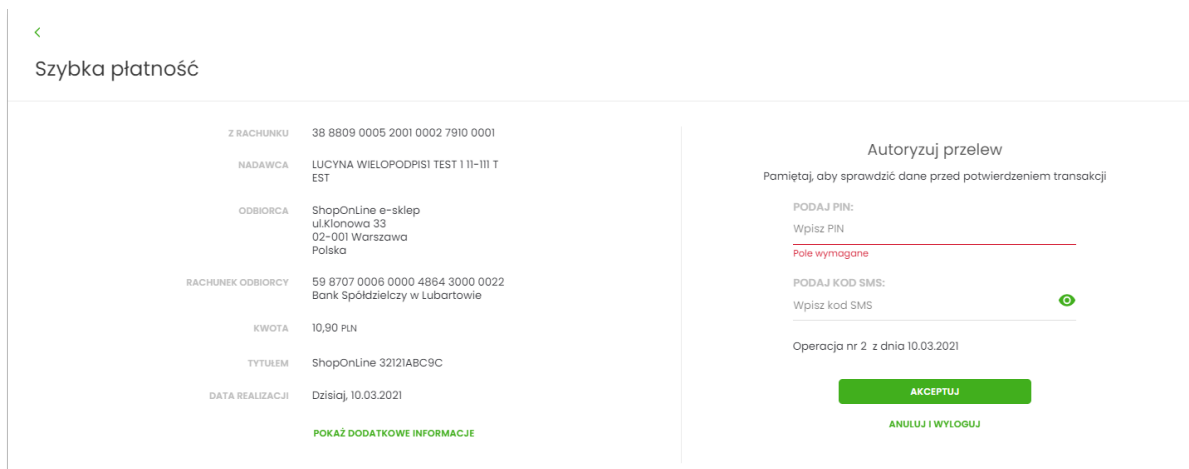 Szybka płatność
Z RACHUNKU 38 8809 0005 2001 0002 7910 0001
NADAWCA LUCYNA WIELOPODPIS1 TEST 1 11-111 T
EST
ODBIORCA ShopOnLine e-sklep
ul.Klonowa 33
02-001 Warszawa
Polska
RACHUNEK ODBIORCY 59 8707 0006 0000 4864 3000 0022
Bank Spółdzielczy w Lubartowie
KWOTA 10,90 PLN
TYTUŁEM ShopOnLine 32121ABC9C
DATA REALIZACJI Dzisiaj, 10.03.2021
POKAŻ DODATKOWE INFORMACJE
Autoryzuj przelew
Pamiętaj, aby sprawdzić dane przed potwierdzeniem transakcji
PODAJ PIN:
Wpisz PIN
Pole wymagane
PODAJ KOD SMS:
Wpisz kod SMS
Operacja nr 2 z dnia 10.03.2021
AKCEPTUJ
ANULUJ I WYLOGUJ